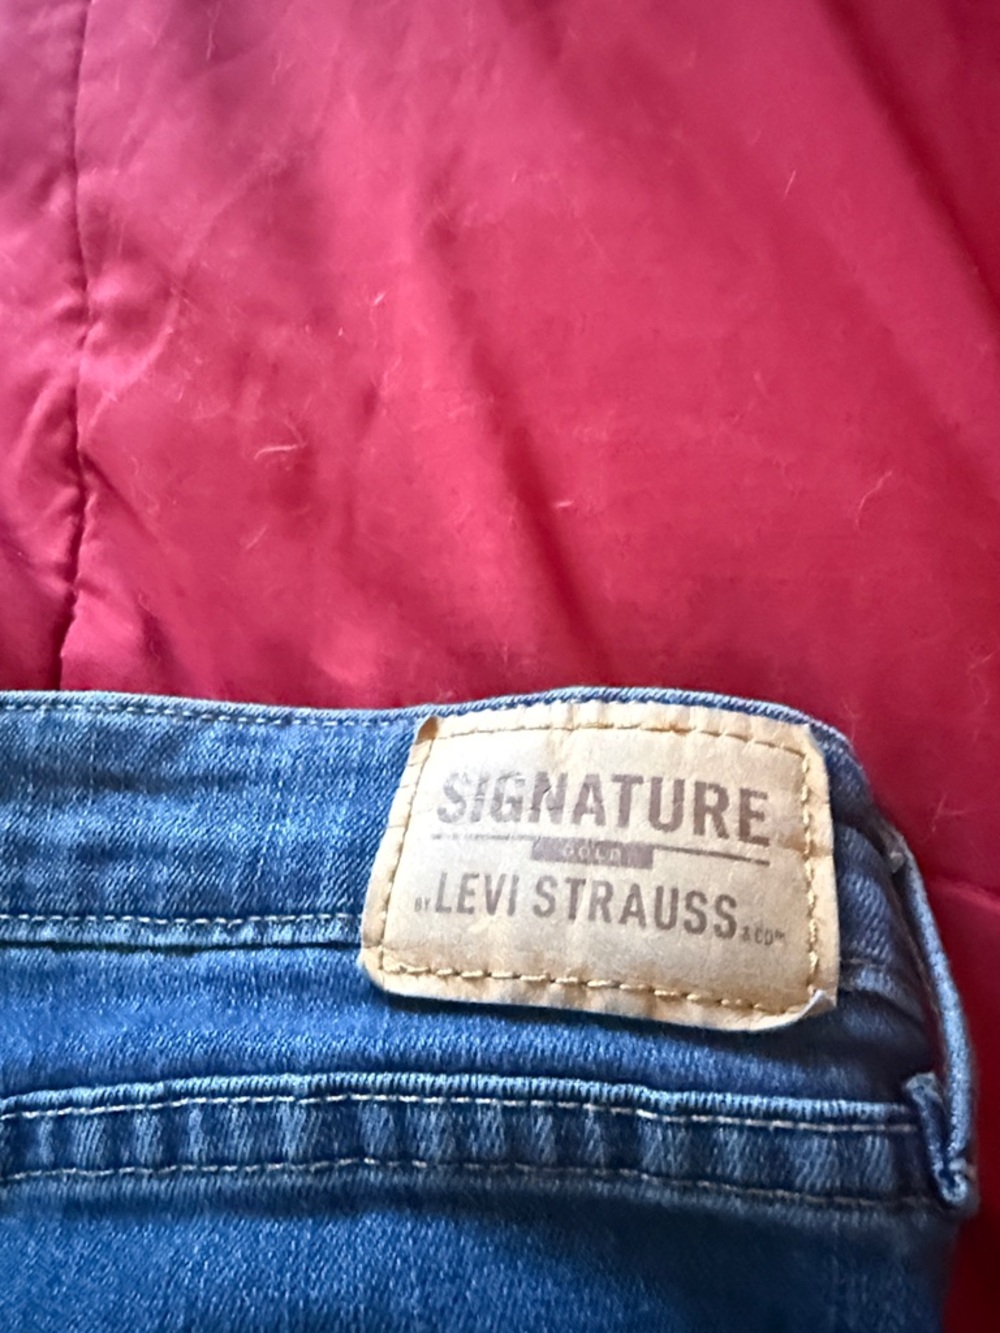 SIGNATURE
GOLD
BY LEVI STRAUSS & CO™